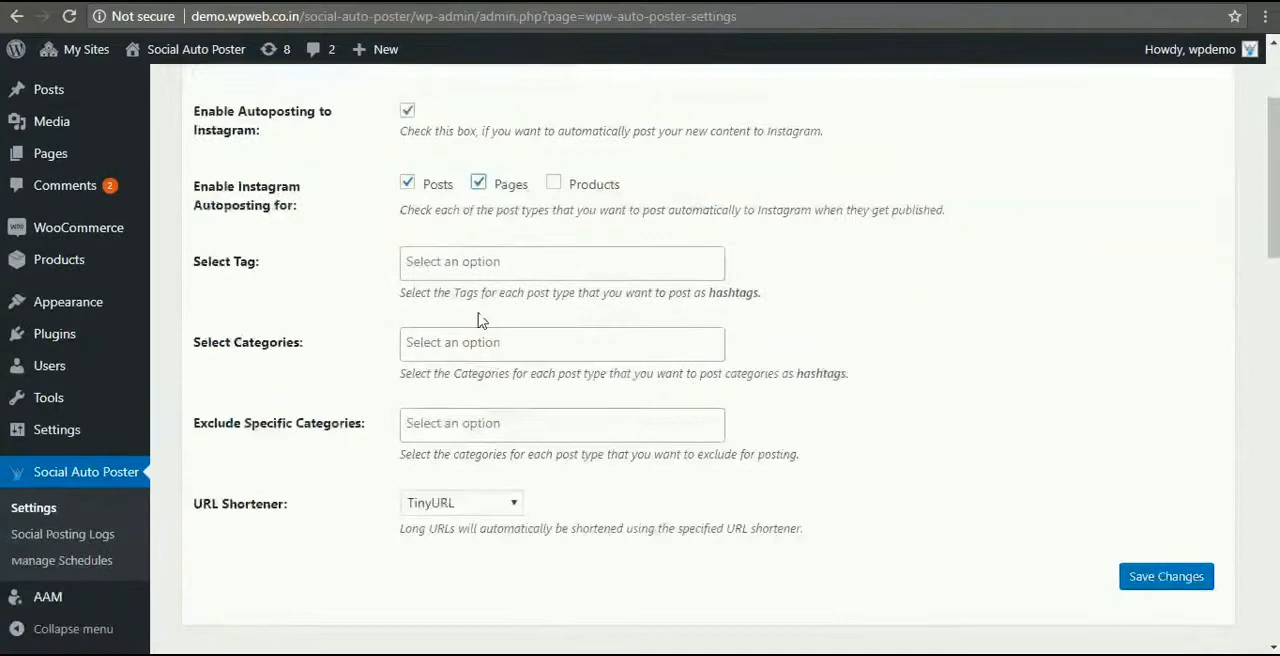 Not secure | demo.wpweb.co.in/social-auto-poster/wp-admin/admin.php?page=wpw-auto-poster-settings
My Sites Social Auto Poster 8 2 New Howdy, wpdemo
Posts
Media
Pages
Comments 2
WooCommerce
Products
Appearance
Plugins
Users
Tools
Settings
Social Auto Poster
Settings
Social Posting Logs
Manage Schedules
AAM
Collapse menu
Enable Autoposting to
Instagram:
Check this box, if you want to automatically post your new content to Instagram.
Enable Instagram
Autoposting for:
Posts Pages Products
Check each of the post types that you want to post automatically to Instagram when they get published.
Select Tag:
Select an option
Select the Tags for each post type that you want to post as hashtags.
Select Categories:
Select an option
Select the Categories for each post type that you want to post categories as hashtags.
Exclude Specific Categories:
Select an option
Select the categories for each post type that you want to exclude for posting.
URL Shortener:
TinyURL
Long URLs will automatically be shortened using the specified URL shortener.
Save Changes